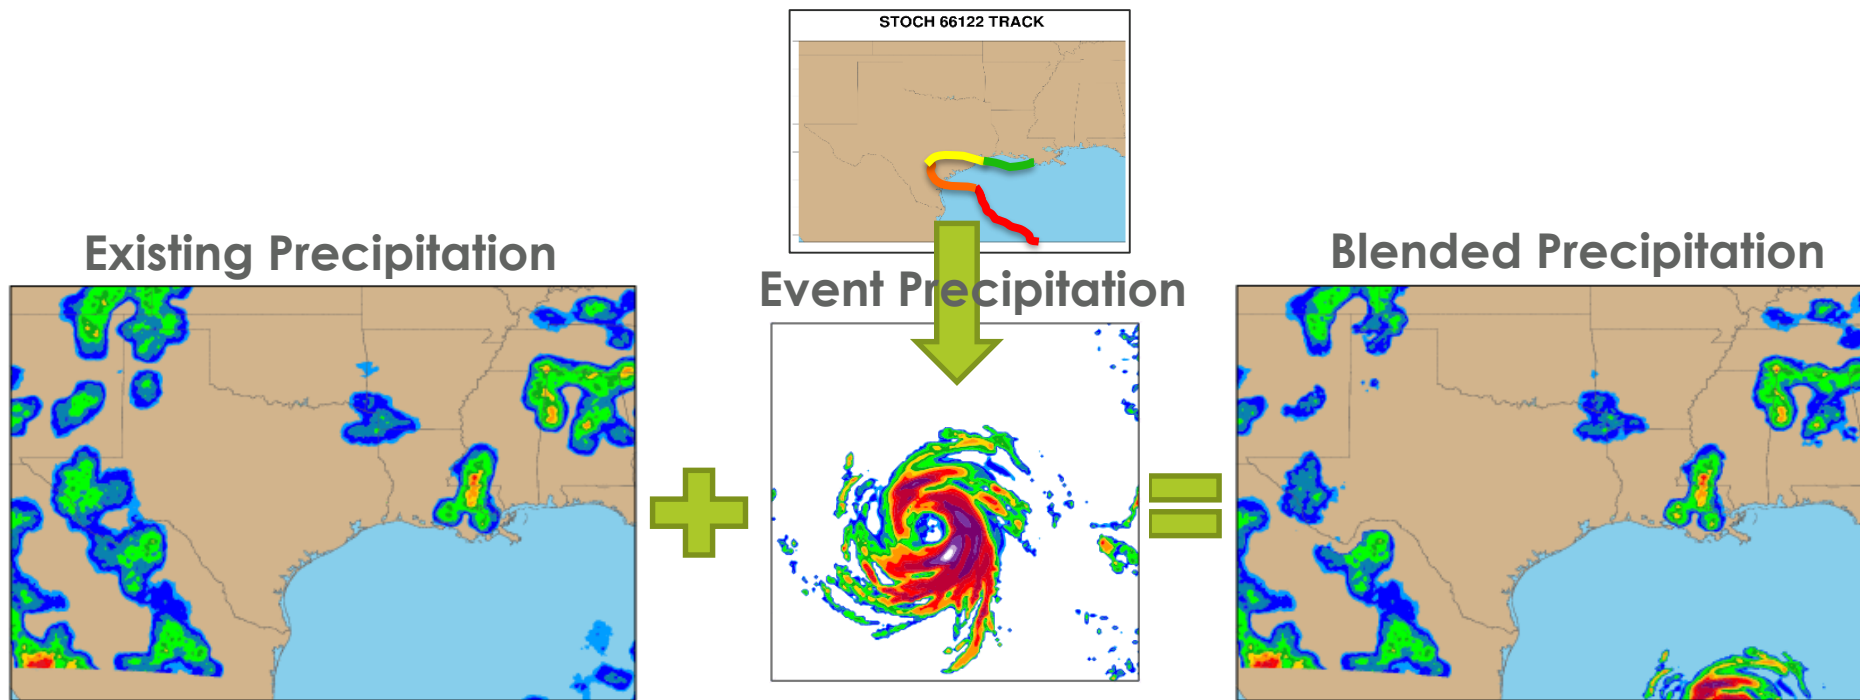 STOCH 66122 TRACK
Existing Precipitation
Event Precipitation
Blended Precipitation